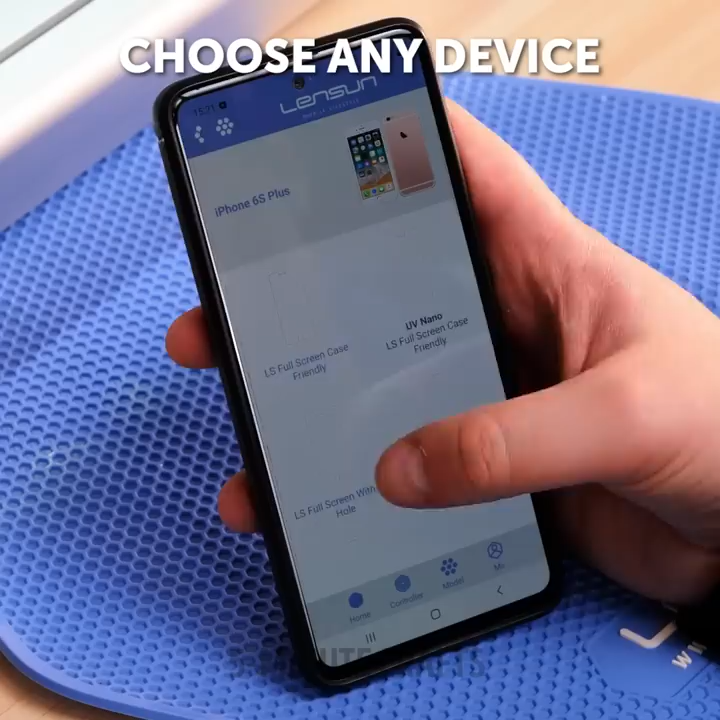 CHOOSE ANY DEVICE
15:21
Lensun
iPhone 6S Plus
LS Full Screen Case
Friendly
UV Nano
LS Full Screen Case
Friendly
LS Full Screen With
Hole
Home
Controller
Model
Me